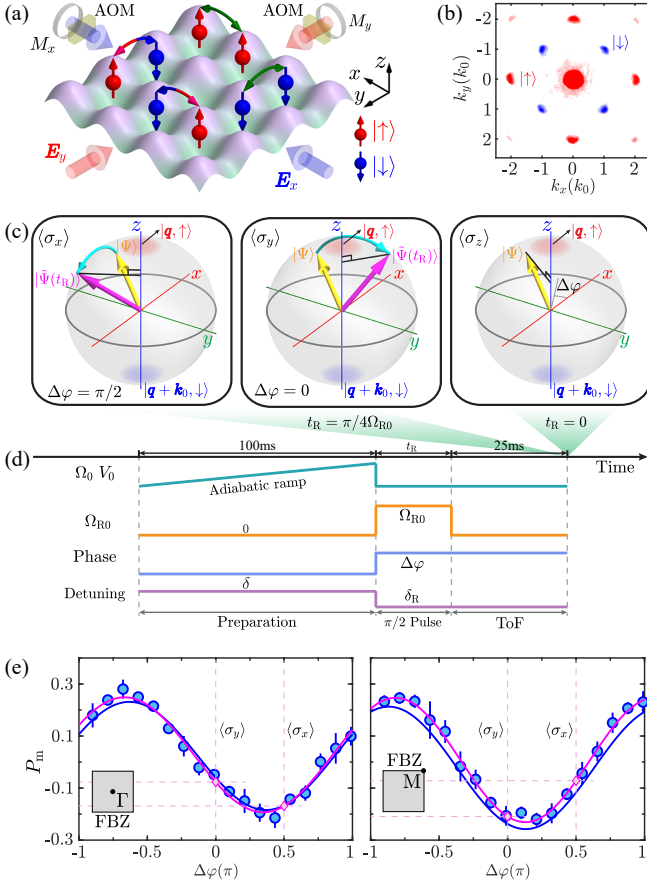 (a)
AOM
AOM
M_x
M_y
z
x
y
|↑⟩
|↓⟩
E_y
E_x
(b)
k_y(k_0)
-2
-1
0
1
2
|↓⟩
|↑⟩
-2 -1 0 1 2
k_x(k_0)
(c)
⟨σ_x⟩ z |q,↑⟩
|Ψ⟩
|Ψ̃(t_R)⟩
x
y
Δφ = π/2 |q + k_0,↓⟩
⟨σ_y⟩ z |q,↑⟩
|Ψ⟩
|Ψ̃(t_R)⟩
x
y
Δφ = 0 |q + k_0,↓⟩
⟨σ_z⟩ z |q,↑⟩
|Ψ⟩
x
Δφ
y
|q + k_0,↓⟩
t_R = π/4Ω_R0
t_R = 0
(d)
100ms t_R 25ms
Time
Ω_0 V_0
Adiabatic ramp
Ω_R0
0
Ω_R0
Phase
Δφ
Detuning
δ
δ_R
Preparation π/2 Pulse ToF
(e)
P_m
0.3
0.1
-0.1
-0.3
⟨σ_y⟩ ⟨σ_x⟩
Γ
FBZ
-1 -0.5 0 0.5 1
Δφ(π)
⟨σ_y⟩ ⟨σ_x⟩
FBZ
M
-1 -0.5 0 0.5 1
Δφ(π)